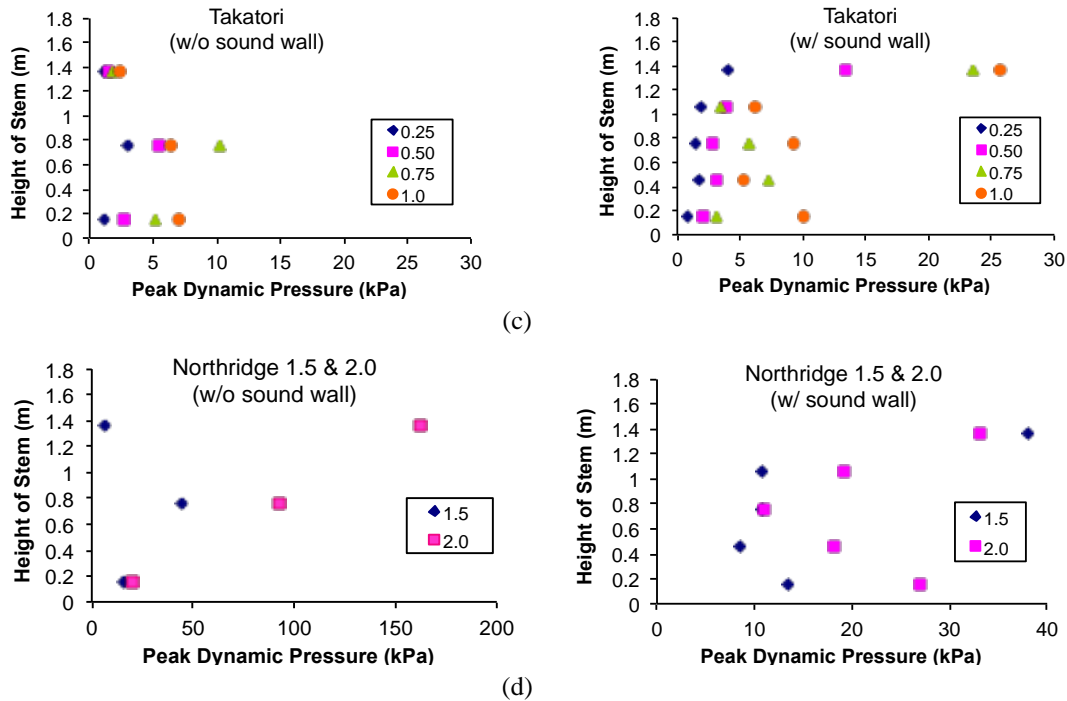 Takatori
(w/o sound wall)
Height of Stem (m)
1.8
1.6
1.4
1.2
1
0.8
0.6
0.4
0.2
0
0.25
0.50
0.75
1.0
0 5 10 15 20 25 30
Peak Dynamic Pressure (kPa)
Takatori
(w/ sound wall)
Height of Stem (m)
1.8
1.6
1.4
1.2
1
0.8
0.6
0.4
0.2
0
0.25
0.50
0.75
1.0
0 5 10 15 20 25 30
Peak Dynamic Pressure (kPa)
(c)
Northridge 1.5 & 2.0
(w/o sound wall)
Height of Stem (m)
1.8
1.6
1.4
1.2
1
0.8
0.6
0.4
0.2
0
1.5
2.0
0 50 100 150 200
Peak Dynamic Pressure (kPa)
Northridge 1.5 & 2.0
(w/ sound wall)
Height of Stem (m)
1.8
1.6
1.4
1.2
1
0.8
0.6
0.4
0.2
0
1.5
2.0
0 10 20 30 40
Peak Dynamic Pressure (kPa)
(d)